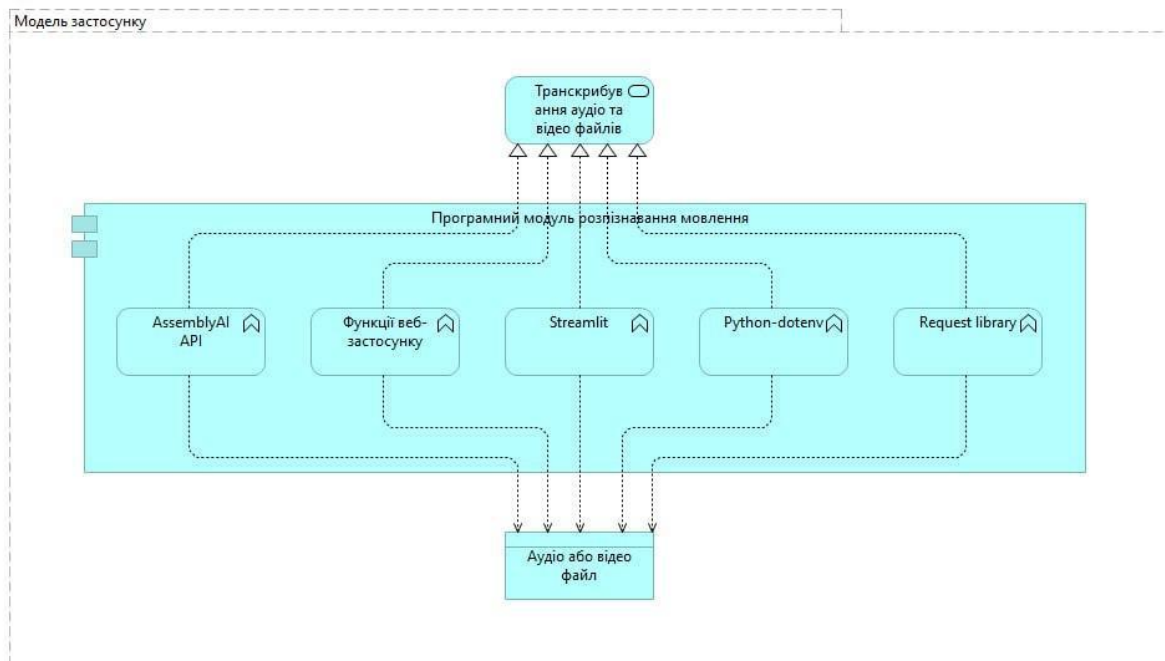 Модель застосунку
Транскрибув
ання аудіо та
відео файлів
Програмний модуль розпізнавання мовлення
AssemblyAI
API
Функції веб-
застосунку
Streamlit
Python-dotenv
Request library
Аудіо або відео
файл